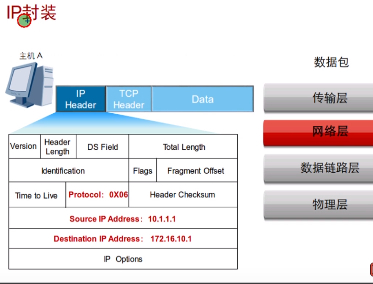 IP封装
主机 A
数据包
IP Header
TCP Header
Data
传输层
网络层
数据链路层
物理层
Version
Header Length
DS Field
Total Length
Identification
Flags
Fragment Offset
Time to Live
Protocol：0X06
Header Checksum
Source IP Address：10.1.1.1
Destination IP Address：172.16.10.1
IP Options